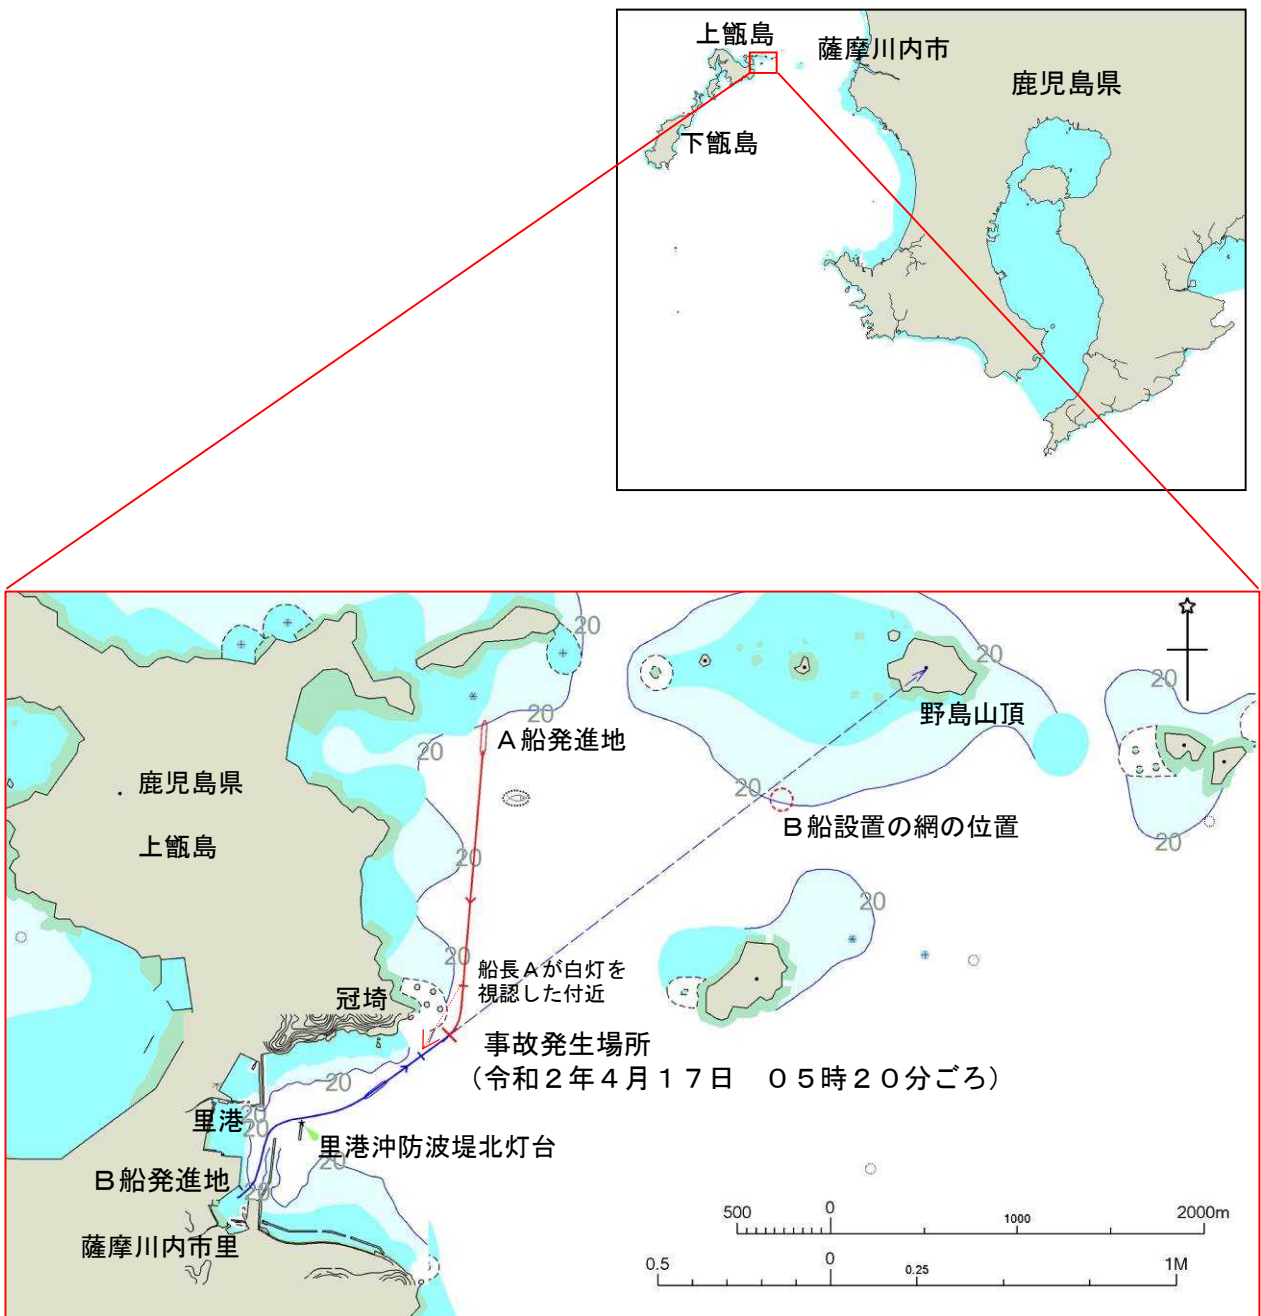 上甑島
薩摩川内市
鹿児島県
下甑島
20
20
20
20
A船発進地
野島山頂
20
20
鹿児島県
上甑島
B船設置の網の位置
20
20
20
20
船長Aが白灯を
視認した付近
冠埼
事故発生場所
(令和2年4月17日 05時20分ごろ)
20
20
里港
20
里港沖防波堤北灯台
20
B船発進地
20
薩摩川内市里
500
0
1000
2000m
0.5
0
0.25
1M